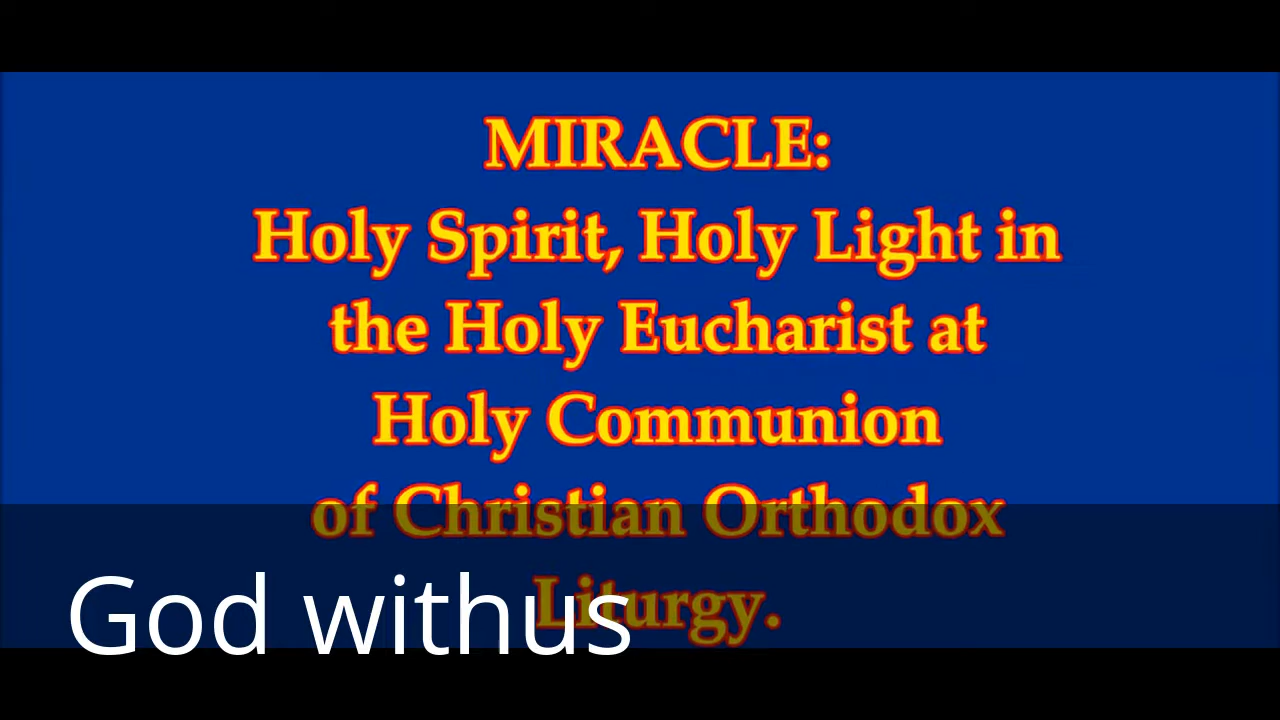 MIRACLE:
Holy Spirit, Holy Light in
the Holy Eucharist at
Holy Communion
of Christian Orthodox
Liturgy.
God withus